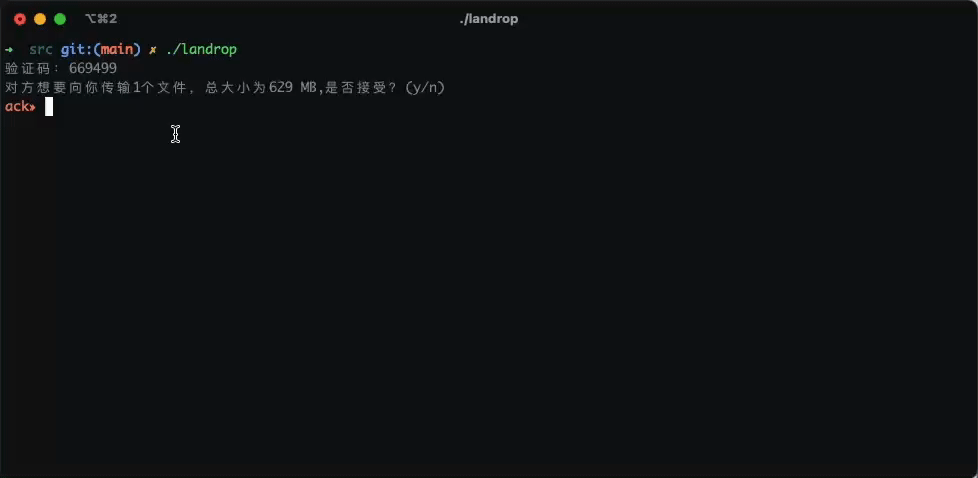 ⌥⌘2
./landrop
➜ src git:(main) ✗ ./landrop
验证码：669499
对方想要向你传输1个文件，总大小为629 MB,是否接受？(y/n)
ack»